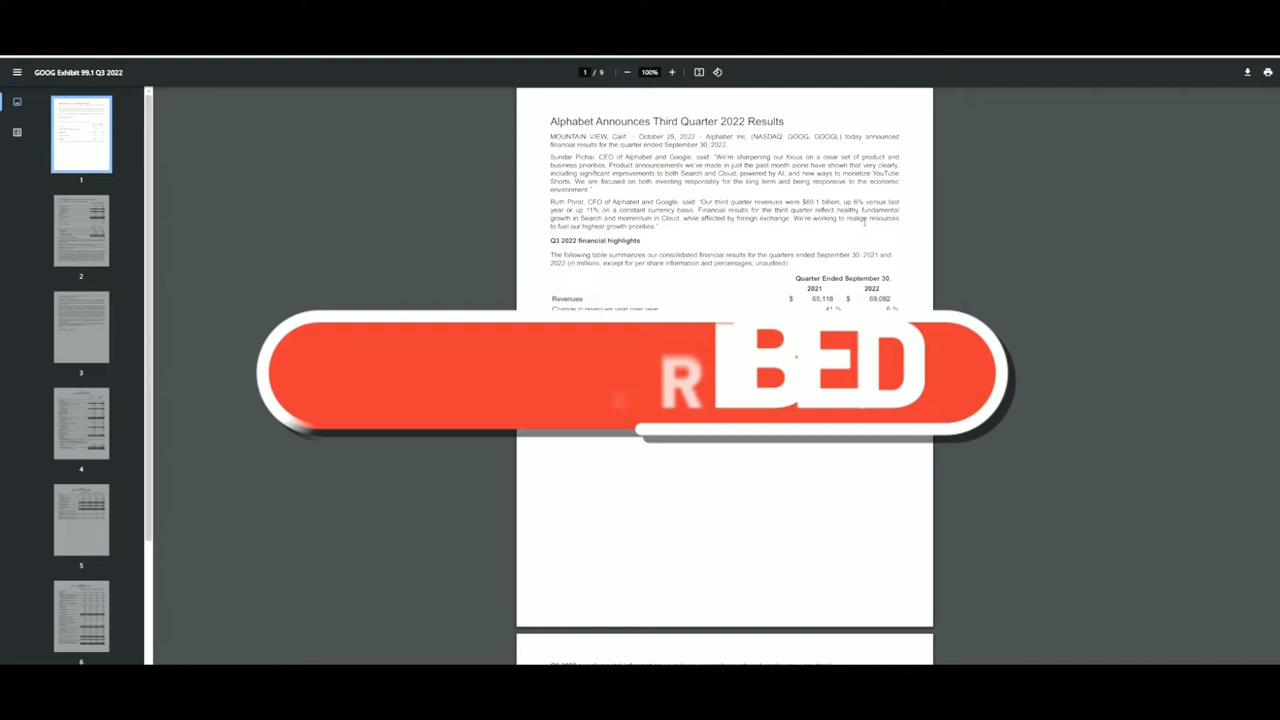 GOOG Exhibit 99.1 Q3 2022
1 / 9
100%
1
2
3
4
5
6
Alphabet Announces Third Quarter 2022 Results
MOUNTAIN VIEW, Calif. – October 25, 2022 – Alphabet Inc. (NASDAQ: GOOG, GOOGL) today announced
financial results for the quarter ended September 30, 2022.
Sundar Pichai, CEO of Alphabet and Google, said: "We're sharpening our focus on a clear set of product and
business priorities. Product announcements we've made in just the past month alone have shown that very clearly,
including significant improvements to both Search and Cloud, powered by AI, and new ways to monetize YouTube
Shorts. We are focused on both investing responsibly for the long term and being responsive to the economic
environment."
Ruth Porat, CFO of Alphabet and Google, said: "Our third quarter revenues were $69.1 billion, up 6% versus last
year or up 11% on a constant currency basis. Financial results for the third quarter reflect healthy fundamental
growth in Search and momentum in Cloud, while affected by foreign exchange. We're working to realign resources
to fuel our highest growth priorities."
Q3 2022 financial highlights
The following table summarizes our consolidated financial results for the quarters ended September 30, 2021 and
2022 (in millions, except for per share information and percentages; unaudited).
Quarter Ended September 30,
2021 2022
Revenues $ 65,118 $ 69,092
Change in revenues year over year 41 % 6 %
R BED